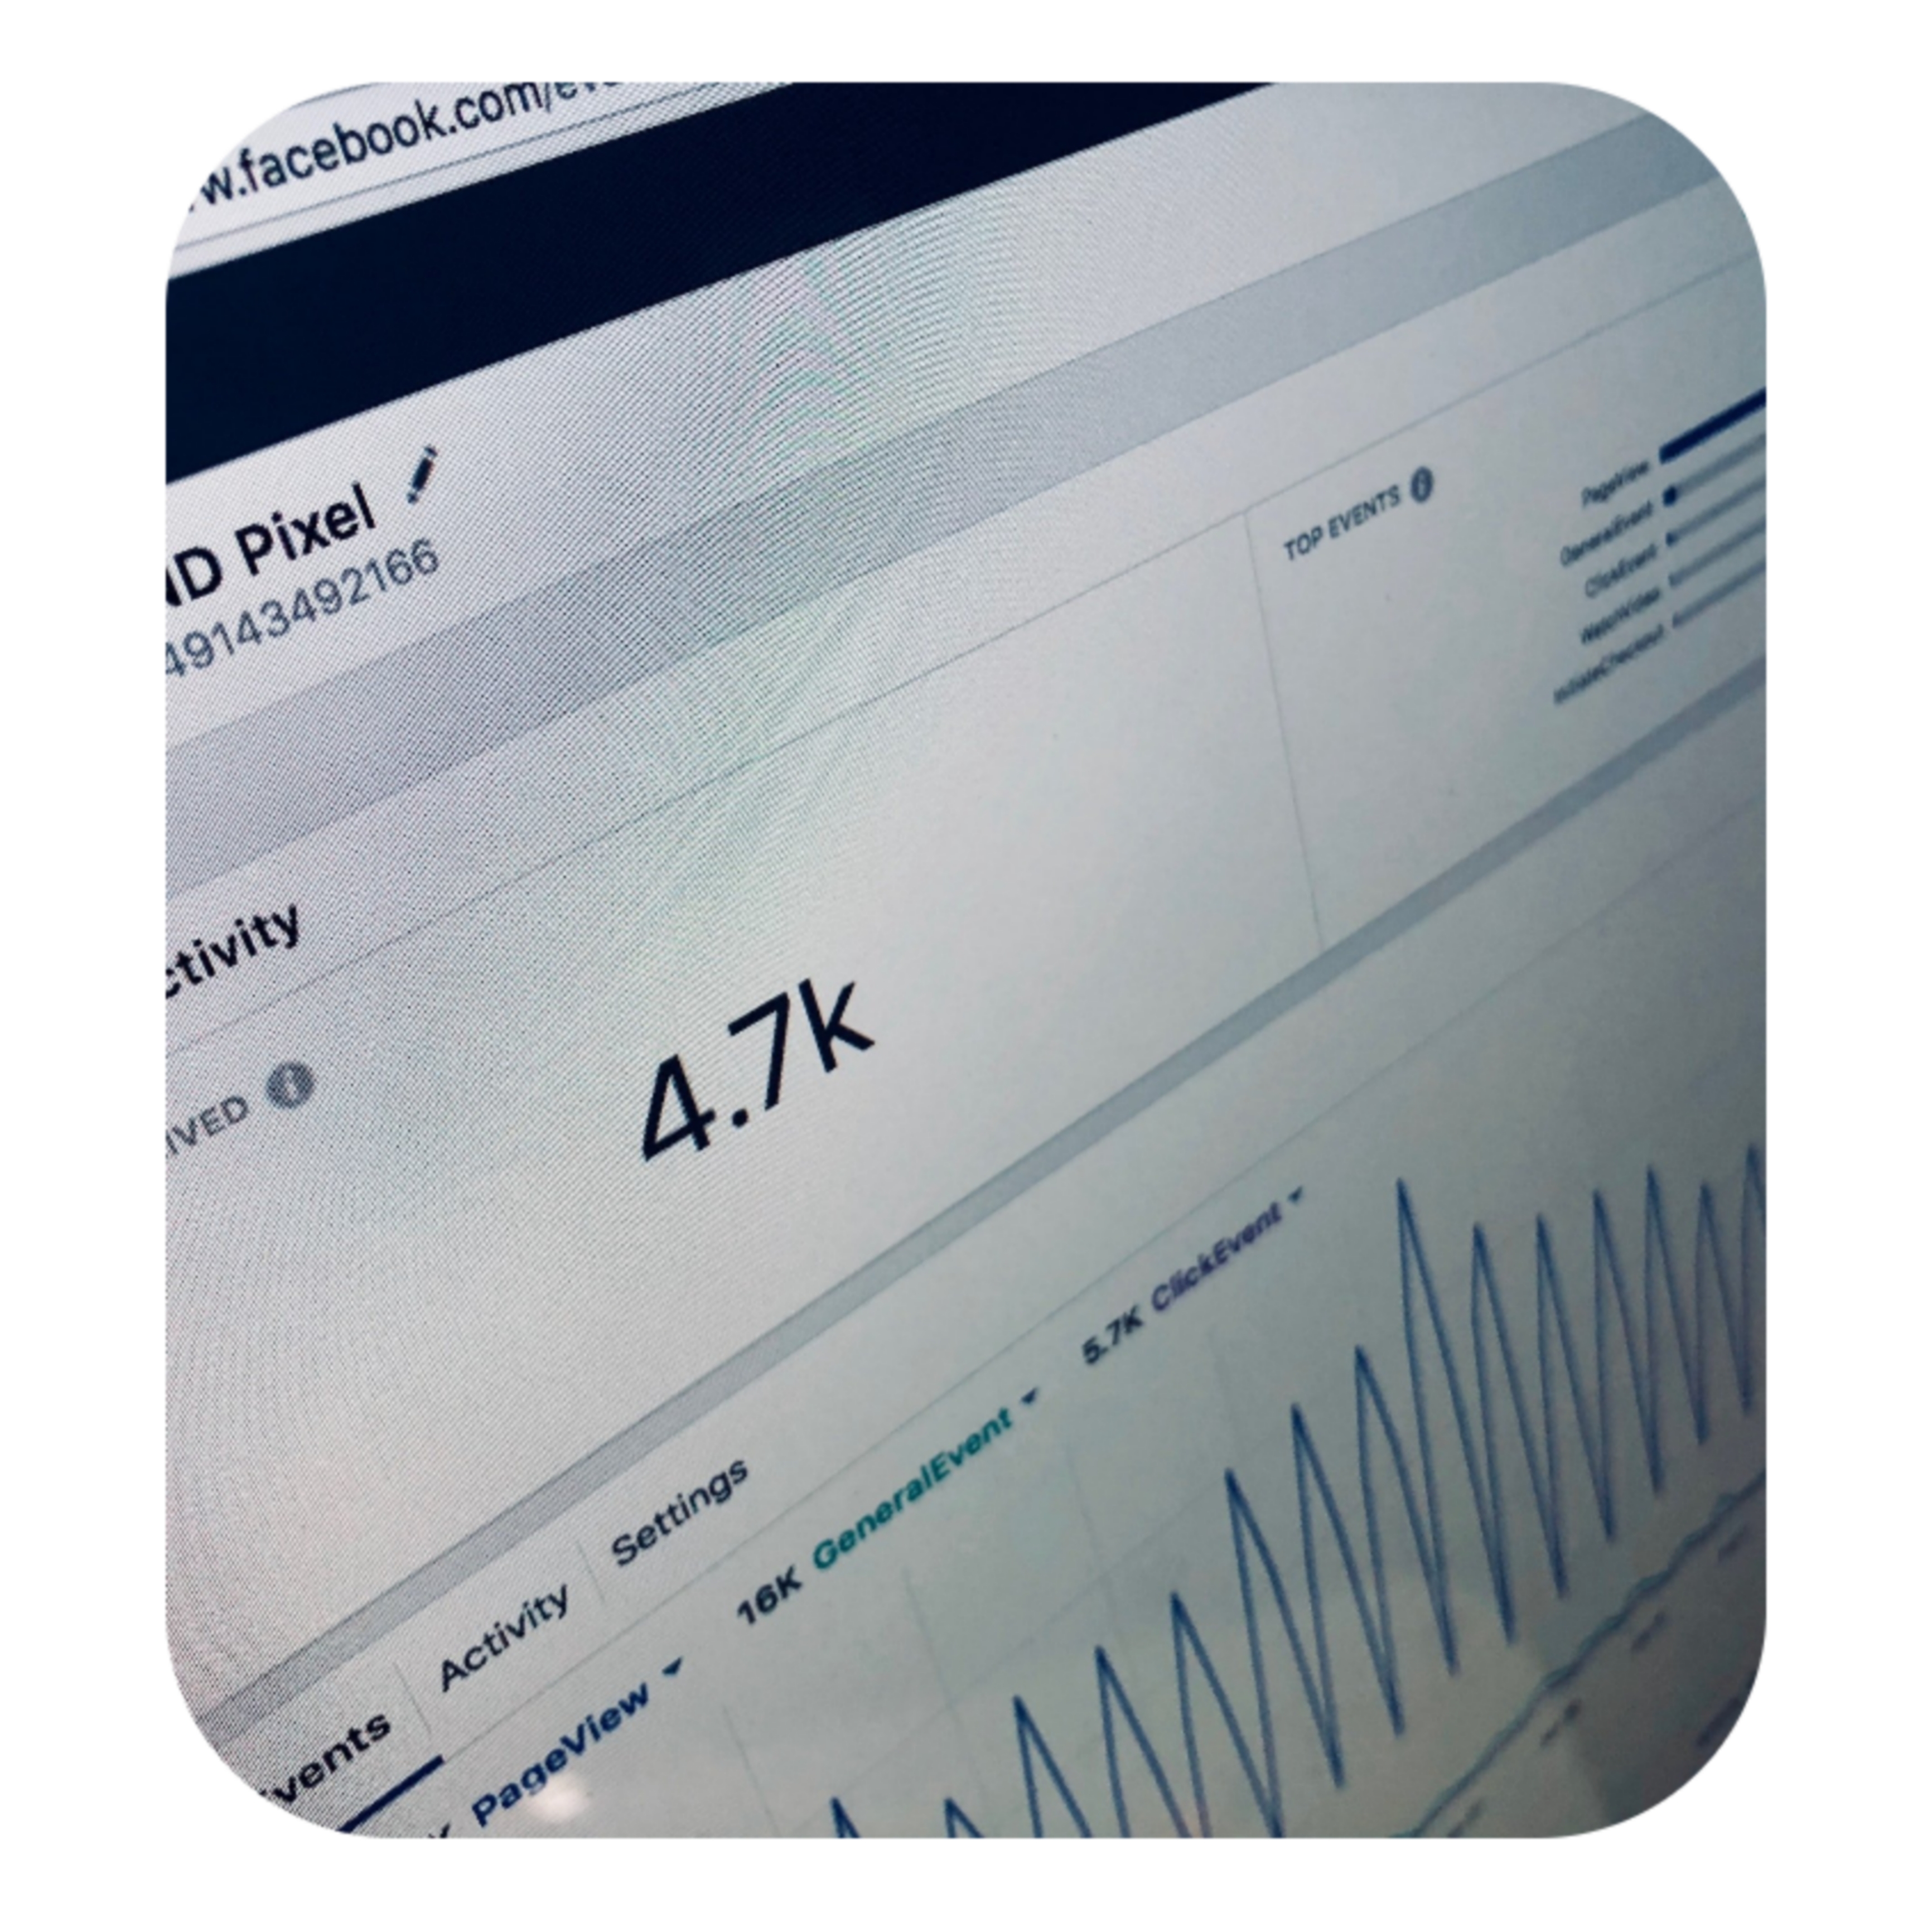 w.facebook.com/eve
ND Pixel
49143492166
ctivity
IVED
4.7k
TOP EVENTS
PageView
GeneralEvent
ClickEvent
WatchVideo
InitiateCheckout
vents
Activity
Settings
K PageView
16K GeneralEvent
5.7K ClickEvent